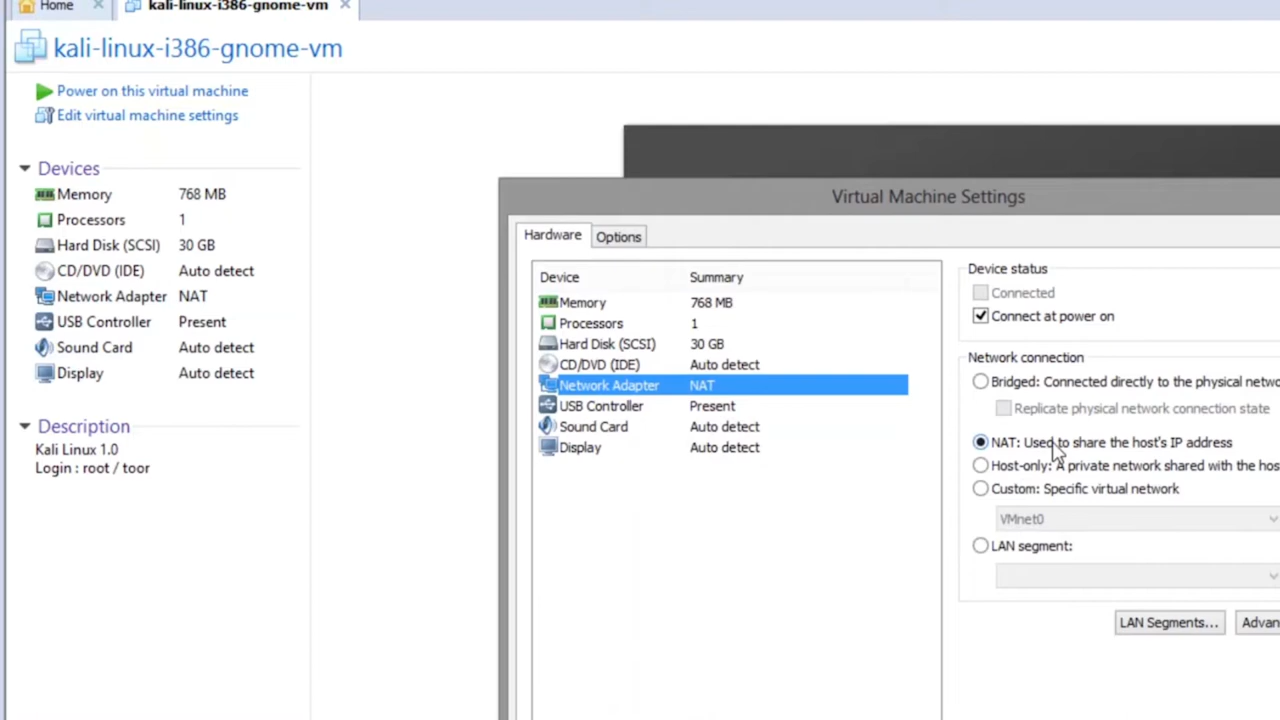 Home
kali-linux-i386-gnome-vm
kali-linux-i386-gnome-vm
Power on this virtual machine
Edit virtual machine settings
Devices
Memory 768 MB
Processors 1
Hard Disk (SCSI) 30 GB
CD/DVD (IDE) Auto detect
Network Adapter NAT
USB Controller Present
Sound Card Auto detect
Display Auto detect
Description
Kali Linux 1.0
Login : root / toor
Virtual Machine Settings
Hardware Options
Device Summary
Memory 768 MB
Processors 1
Hard Disk (SCSI) 30 GB
CD/DVD (IDE) Auto detect
Network Adapter NAT
USB Controller Present
Sound Card Auto detect
Display Auto detect
Device status
Connected
Connect at power on
Network connection
Bridged: Connected directly to the physical netwo
Replicate physical network connection state
NAT: Used to share the host's IP address
Host-only: A private network shared with the hos
Custom: Specific virtual network
VMnet0
LAN segment:
LAN Segments... Advan